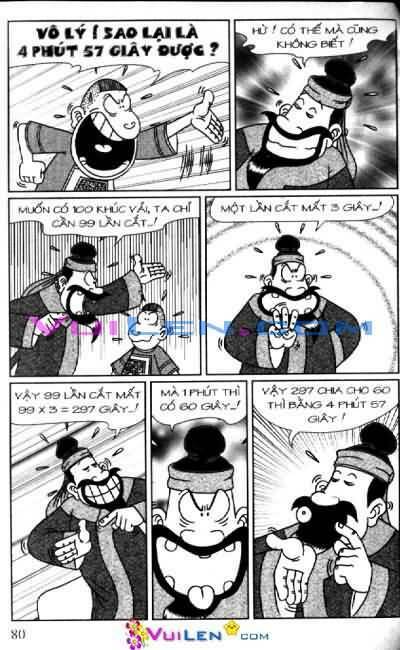 VÔ LÝ! SAO LẠI LÀ
4 PHÚT 57 GIÂY ĐƯỢC?
HỪ! CÓ THẾ MÀ CŨNG
KHÔNG BIẾT!
MUỐN CÓ 100 KHÚC VẢI, TA CHỈ
CẦN 99 LẦN CẮT...!
MỘT LẦN CẮT MẤT 3 GIÂY...!
VUILEN.COM
VẬY 99 LẦN CẮT MẤT
99 X 3 = 297 GIÂY...!
MÀ 1 PHÚT THÌ
CÓ 60 GIÂY...!
VẬY 297 CHIA CHO 60
THÌ BẰNG 4 PHÚT 57
GIÂY!
80
VUILEN.COM